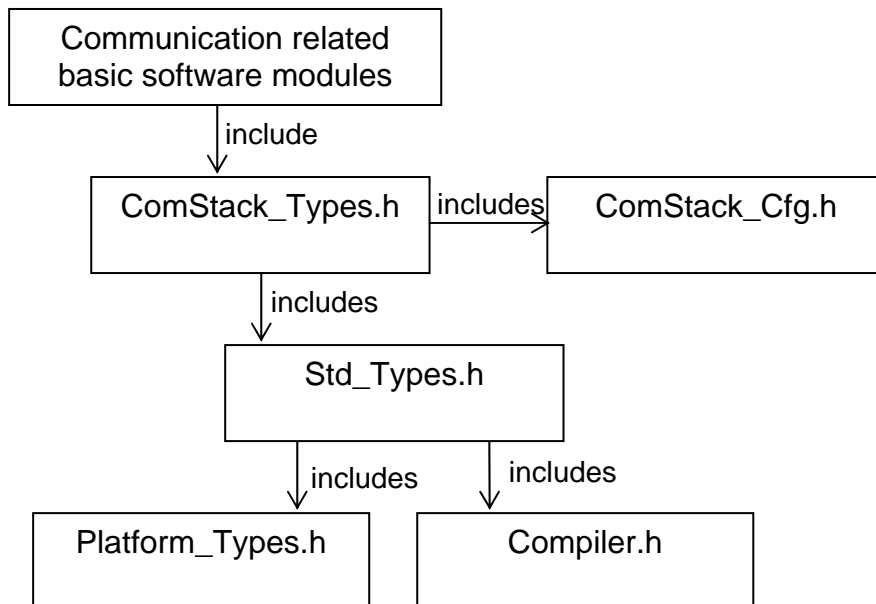 Communication related
basic software modules
include
ComStack_Types.h
includes
ComStack_Cfg.h
includes
Std_Types.h
includes
includes
Platform_Types.h
Compiler.h